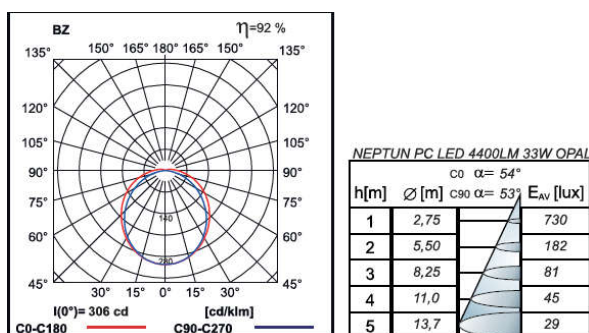 BZ η=92 %
135° 150° 165° 180° 165° 150° 135°
120° 120°
105° 105°
90° 90°
75° 75°
60° 60°
45° 45°
140
280
30° 15° 0° 15° 30°
I(0°)= 306 cd [cd/klm]
C0-C180 C90-C270
NEPTUN PC LED 4400LM 33W OPAL
h[m] Ø [m] C0 α= 54° C90 α= 53° EAV [lux]
1 2,75 730
2 5,50 182
3 8,25 81
4 11,0 45
5 13,7 29